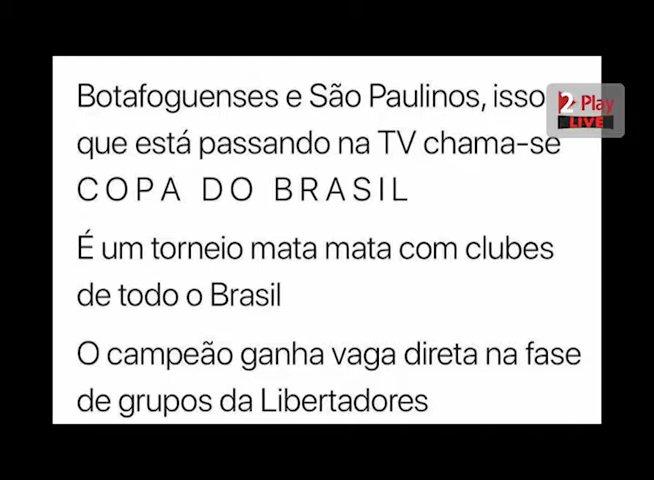 Botafoguenses e São Paulinos, isso
2 Play
LIVE
que está passando na TV chama-se
COPA DO BRASIL
É um torneio mata mata com clubes
de todo o Brasil
O campeão ganha vaga direta na fase
de grupos da Libertadores